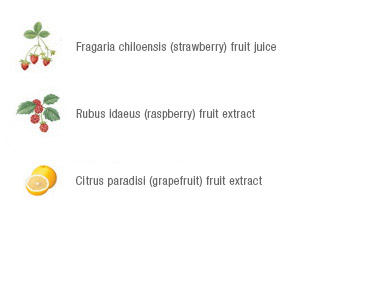 Fragaria chiloensis (strawberry) fruit juice
Rubus idaeus (raspberry) fruit extract
Citrus paradisi (grapefruit) fruit extract